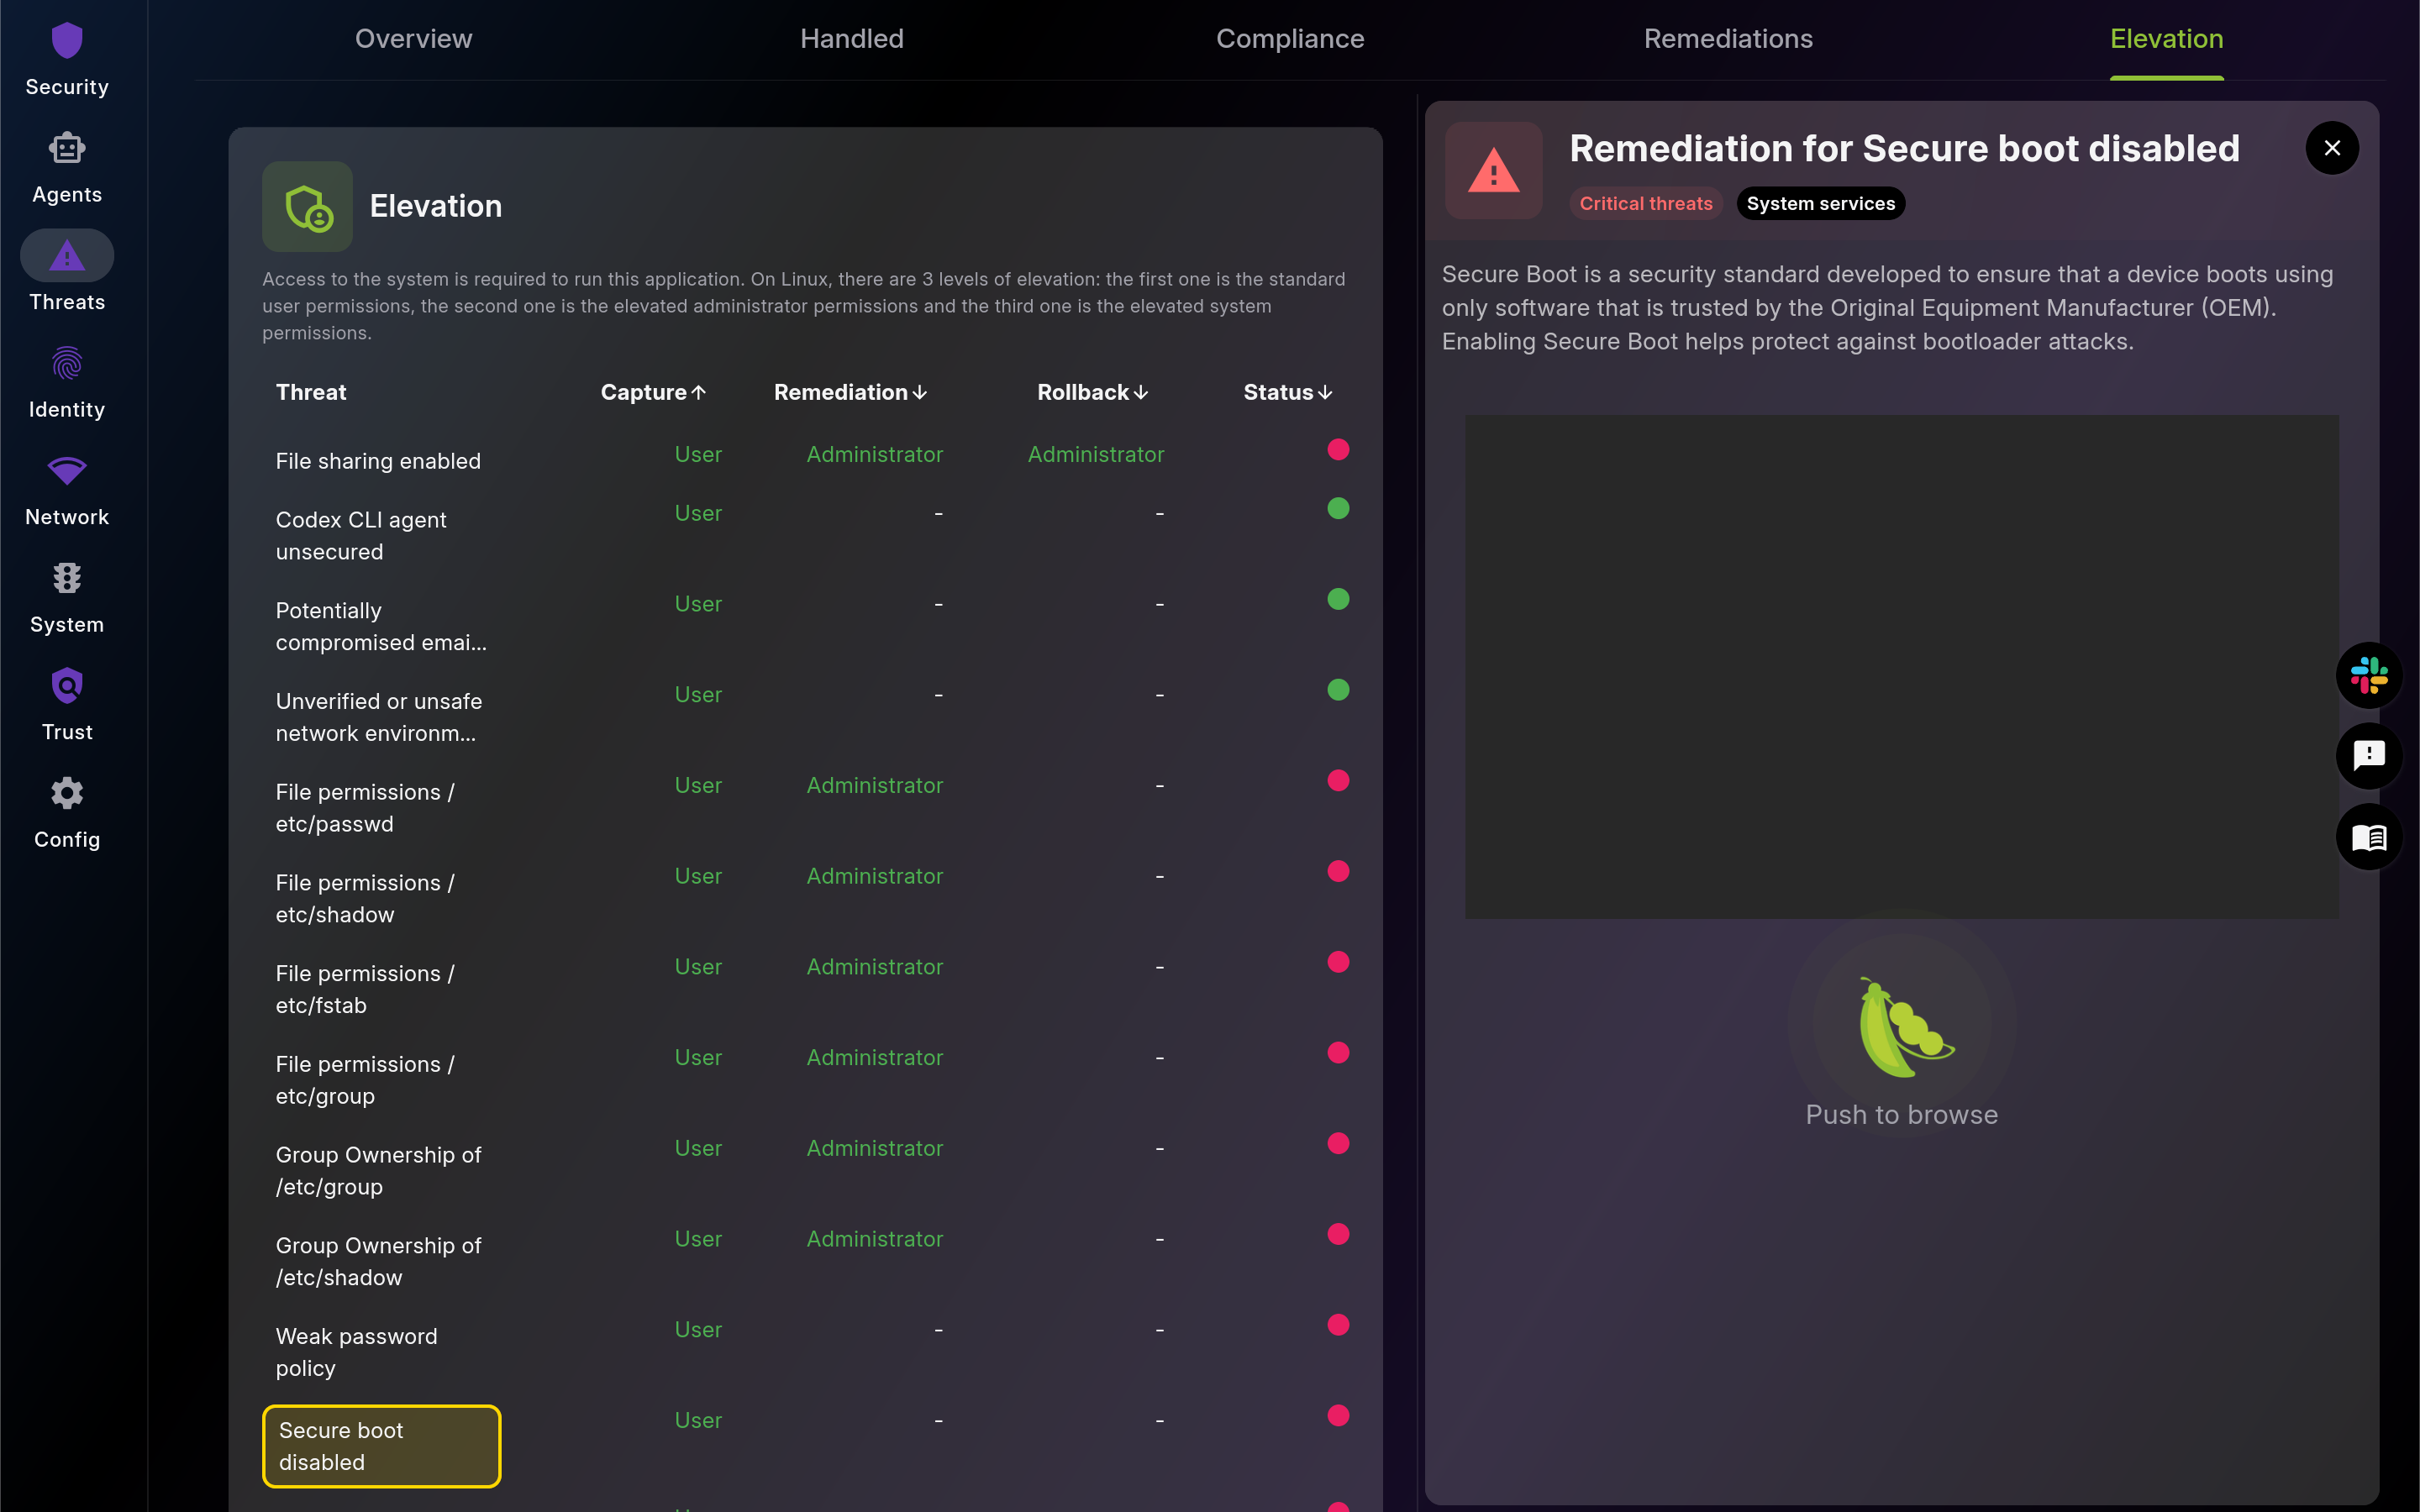 Security
Agents
Threats
Identity
Network
System
Trust
Config
Overview
Handled
Compliance
Remediations
Elevation
Elevation
Access to the system is required to run this application. On Linux, there are 3 levels of elevation: the first one is the standard
user permissions, the second one is the elevated administrator permissions and the third one is the elevated system
permissions.
Threat Capture Remediation Rollback Status
File sharing enabled User Administrator Administrator
Codex CLI agent
unsecured
User - -
Potentially
compromised emai...
User - -
Unverified or unsafe
network environm...
User - -
File permissions /
etc/passwd
User Administrator -
File permissions /
etc/shadow
User Administrator -
File permissions /
etc/fstab
User Administrator -
File permissions /
etc/group
User Administrator -
Group Ownership of
/etc/group
User Administrator -
Group Ownership of
/etc/shadow
User Administrator -
Weak password
policy
User - -
Secure boot
disabled
User - -
Remediation for Secure boot disabled
Critical threats
System services
Secure Boot is a security standard developed to ensure that a device boots using
only software that is trusted by the Original Equipment Manufacturer (OEM).
Enabling Secure Boot helps protect against bootloader attacks.
Push to browse